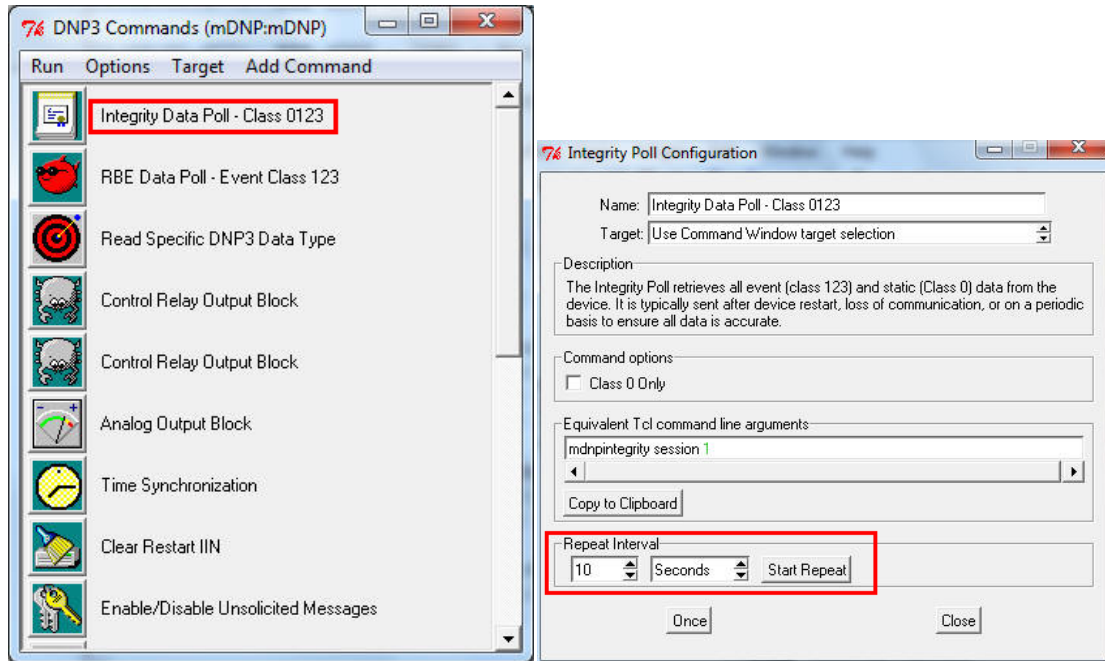 DNP3 Commands (mDNP:mDNP)
Run Options Target Add Command
Integrity Data Poll - Class 0123
RBE Data Poll - Event Class 123
Read Specific DNP3 Data Type
Control Relay Output Block
Control Relay Output Block
Analog Output Block
Time Synchronization
Clear Restart IIN
Enable/Disable Unsolicited Messages
Integrity Poll Configuration
Name: Integrity Data Poll - Class 0123
Target: Use Command Window target selection
Description
The Integrity Poll retrieves all event (class 123) and static (Class 0) data from the
device. It is typically sent after device restart, loss of communication, or on a periodic
basis to ensure all data is accurate.
Command options
Class 0 Only
Equivalent Tcl command line arguments
mdnpintegrity session 1
Copy to Clipboard
Repeat Interval
10 Seconds Start Repeat
Once Close